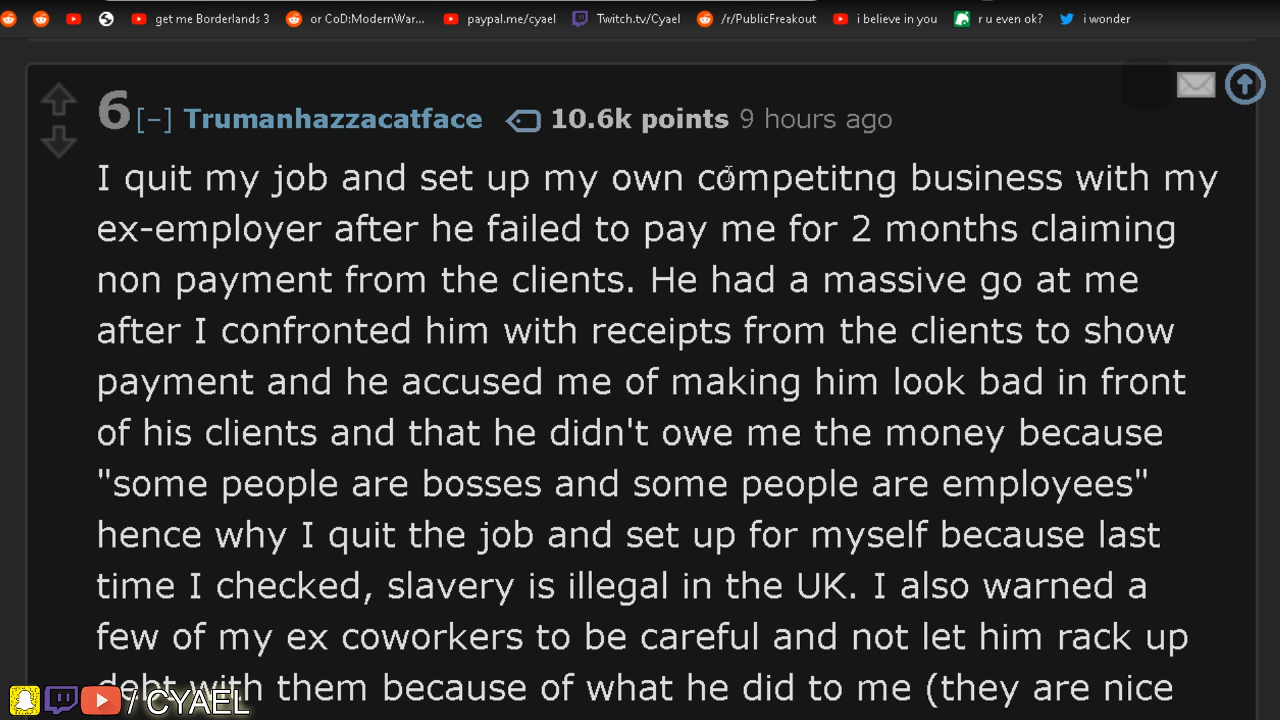 get me Borderlands 3 or CoD:ModernWar... paypal.me/cyael Twitch.tv/Cyael /r/PublicFreakout i believe in you r u even ok? i wonder
6 [–] Trumanhazzacatface 10.6k points 9 hours ago
I quit my job and set up my own competitng business with my
ex-employer after he failed to pay me for 2 months claiming
non payment from the clients. He had a massive go at me
after I confronted him with receipts from the clients to show
payment and he accused me of making him look bad in front
of his clients and that he didn't owe me the money because
"some people are bosses and some people are employees"
hence why I quit the job and set up for myself because last
time I checked, slavery is illegal in the UK. I also warned a
few of my ex coworkers to be careful and not let him rack up
debt with them because of what he did to me (they are nice
/ CYAEL